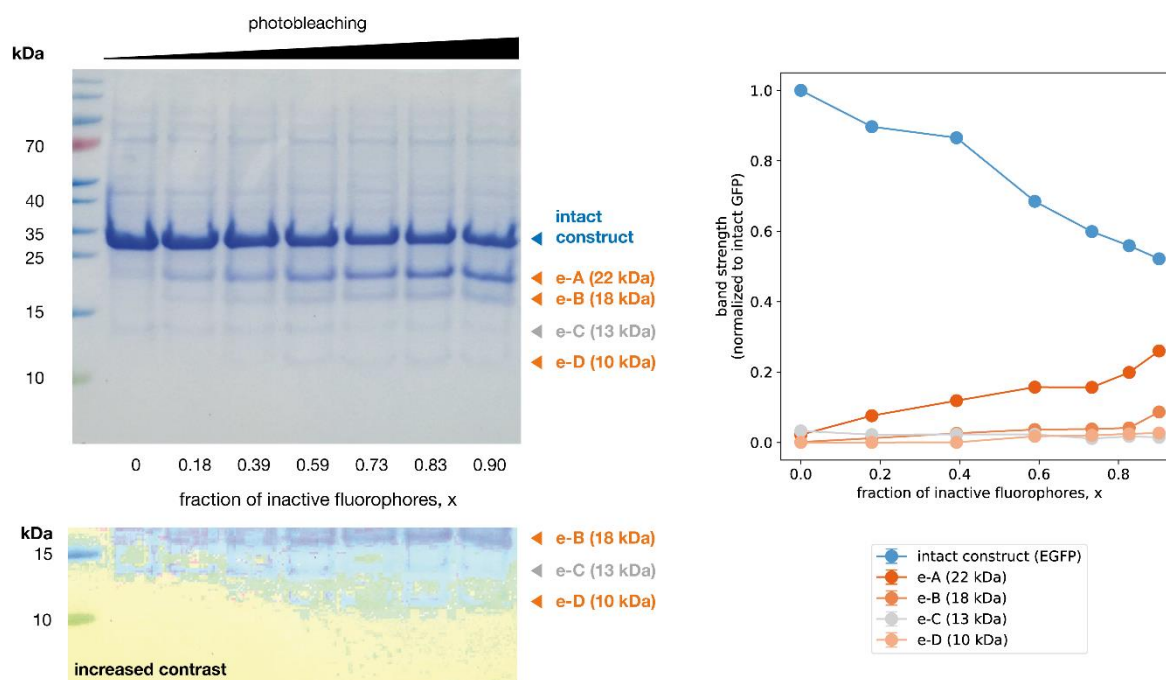 photobleaching
kDa
70
40
35
25
15
10
intact
construct
e-A (22 kDa)
e-B (18 kDa)
e-C (13 kDa)
e-D (10 kDa)
0 0.18 0.39 0.59 0.73 0.83 0.90
fraction of inactive fluorophores, x
kDa
15
10
e-B (18 kDa)
e-C (13 kDa)
e-D (10 kDa)
increased contrast
band strength
(normalized to intact GFP)
1.0
0.8
0.6
0.4
0.2
0.0
0.0 0.2 0.4 0.6 0.8
fraction of inactive fluorophores, x
intact construct (EGFP)
e-A (22 kDa)
e-B (18 kDa)
e-C (13 kDa)
e-D (10 kDa)